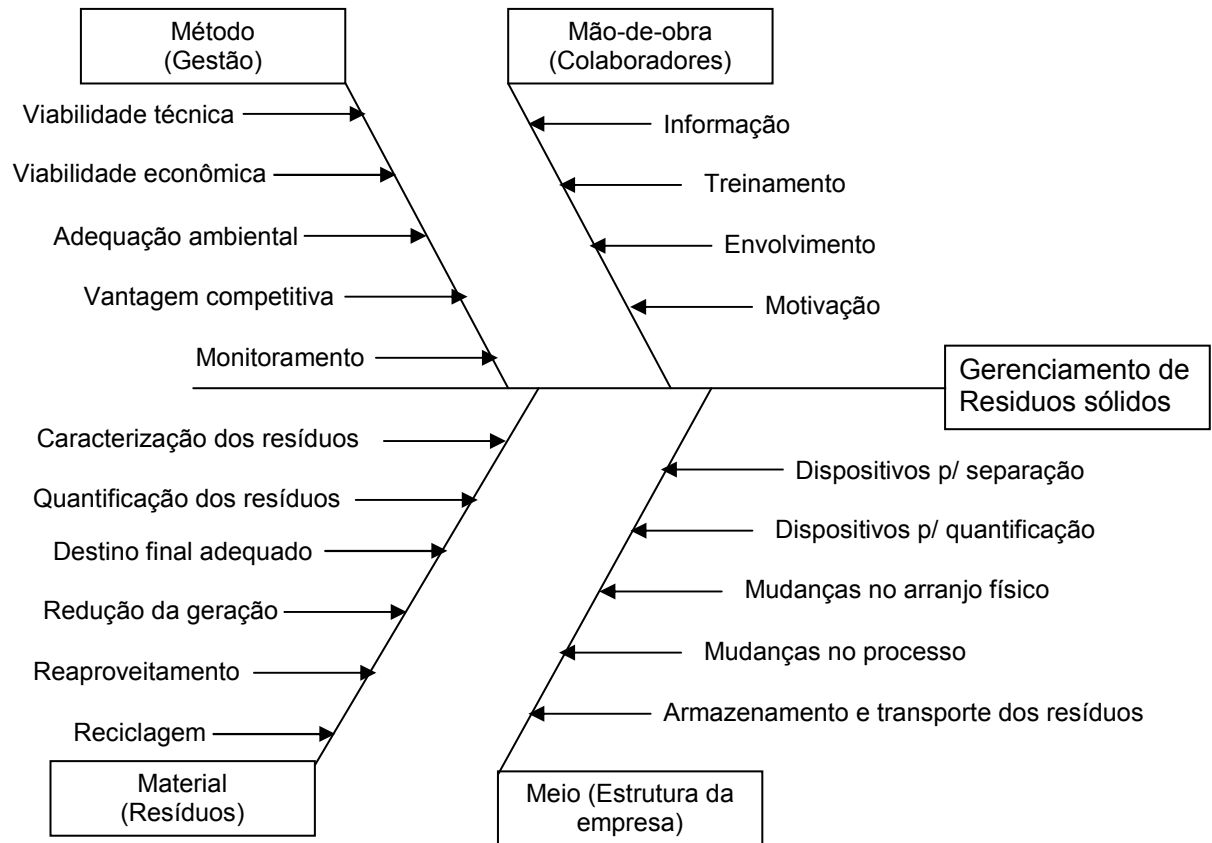 Método
(Gestão)
Mão-de-obra
(Colaboradores)
Viabilidade técnica
Viabilidade econômica
Adequação ambiental
Vantagem competitiva
Monitoramento
Informação
Treinamento
Envolvimento
Motivação
Gerenciamento de
Residuos sólidos
Caracterização dos resíduos
Quantificação dos resíduos
Destino final adequado
Redução da geração
Reaproveitamento
Reciclagem
Dispositivos p/ separação
Dispositivos p/ quantificação
Mudanças no arranjo físico
Mudanças no processo
Armazenamento e transporte dos resíduos
Material
(Resíduos)
Meio (Estrutura da
empresa)